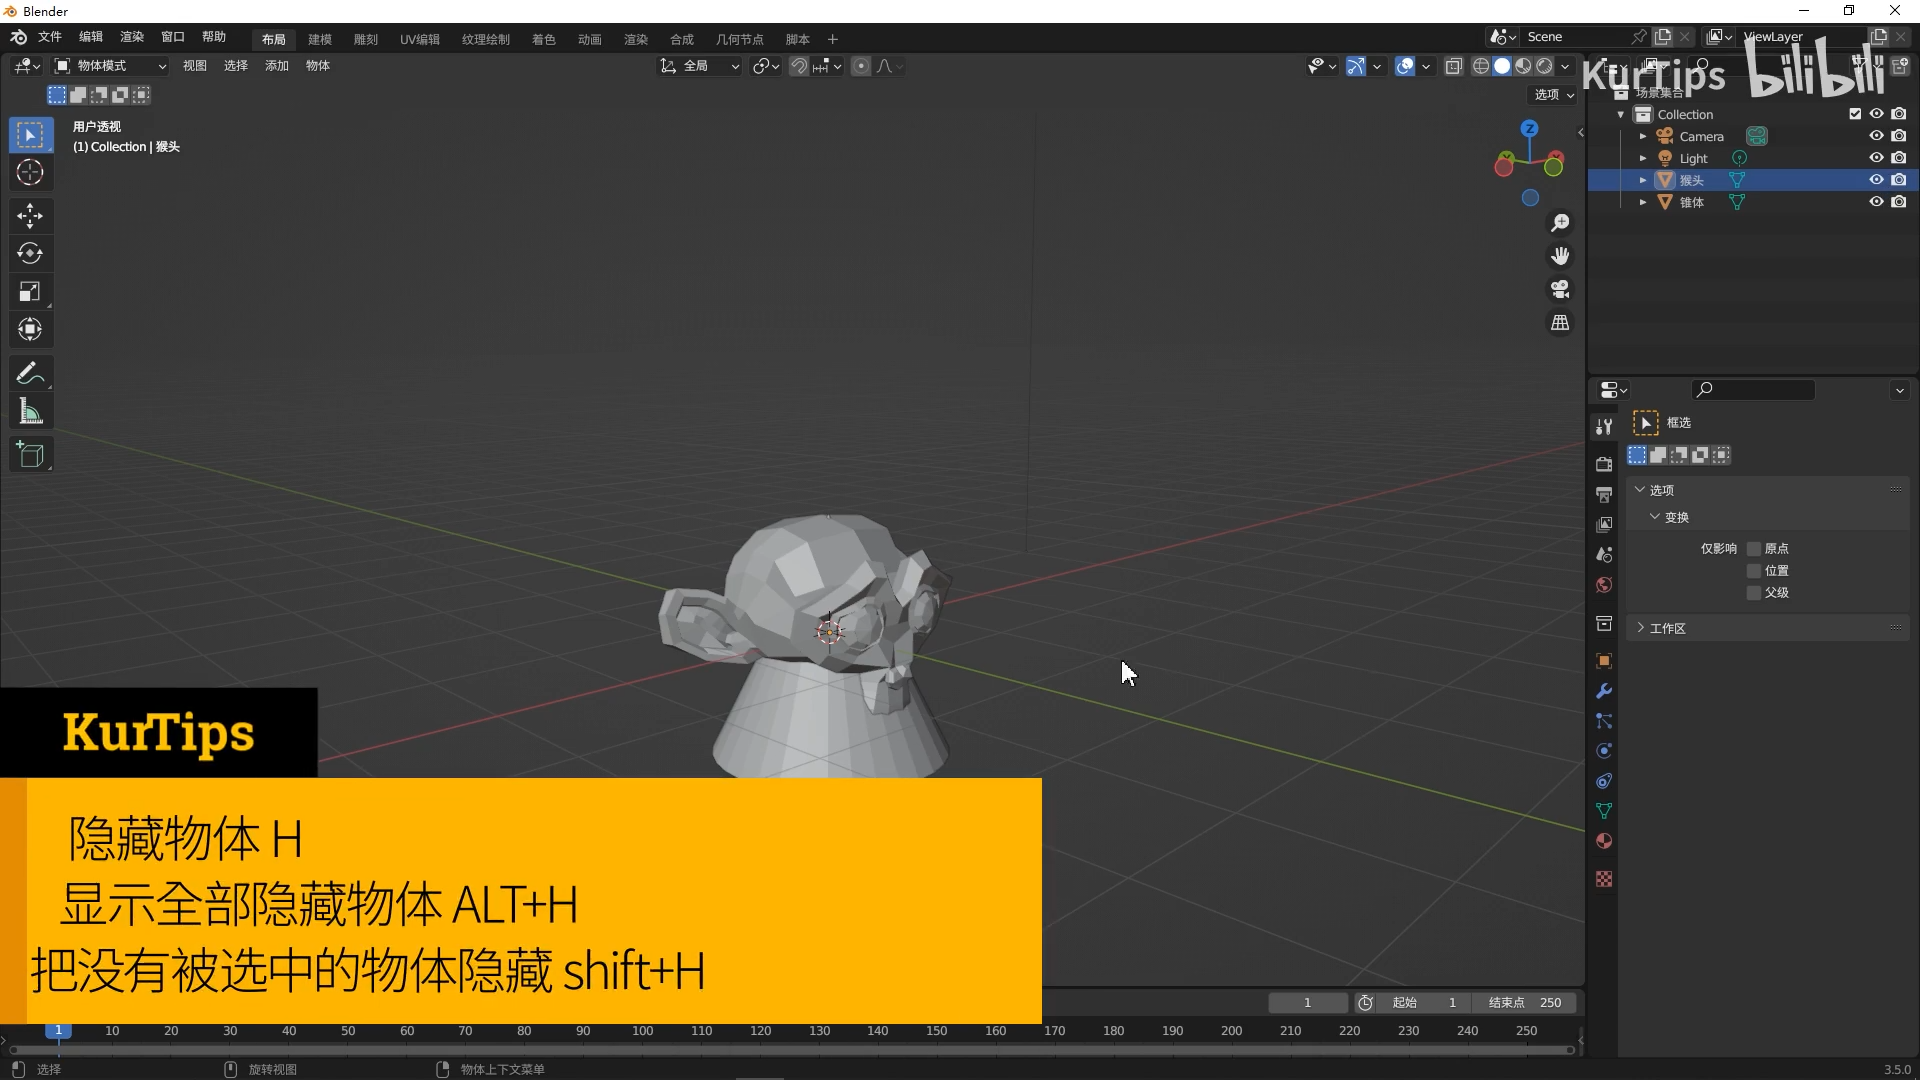 Blender
文件 编辑 渲染 窗口 帮助 布局 建模 雕刻 UV编辑 纹理绘制 着色 动画 渲染 合成 几何节点 脚本 + Scene ViewLayer
物体模式 视图 选择 添加 物体 全局
KurTips bilibili
选项
场景集合
用户透视
(1) Collection | 猴头
Collection
Camera
Light
猴头
锥体
Z
框选
选项
变换
仅影响 原点
位置
父级
工作区
KurTips
隐藏物体 H
显示全部隐藏物体 ALT+H
把没有被选中的物体隐藏 shift+H
1 起始 1 结束点 250
1 10 20 30 40 50 60 70 80 90 100 110 120 130 140 150 160 170 180 190 200 210 220 230 240 250
选择 旋转视图 物体上下文菜单 3.5.0